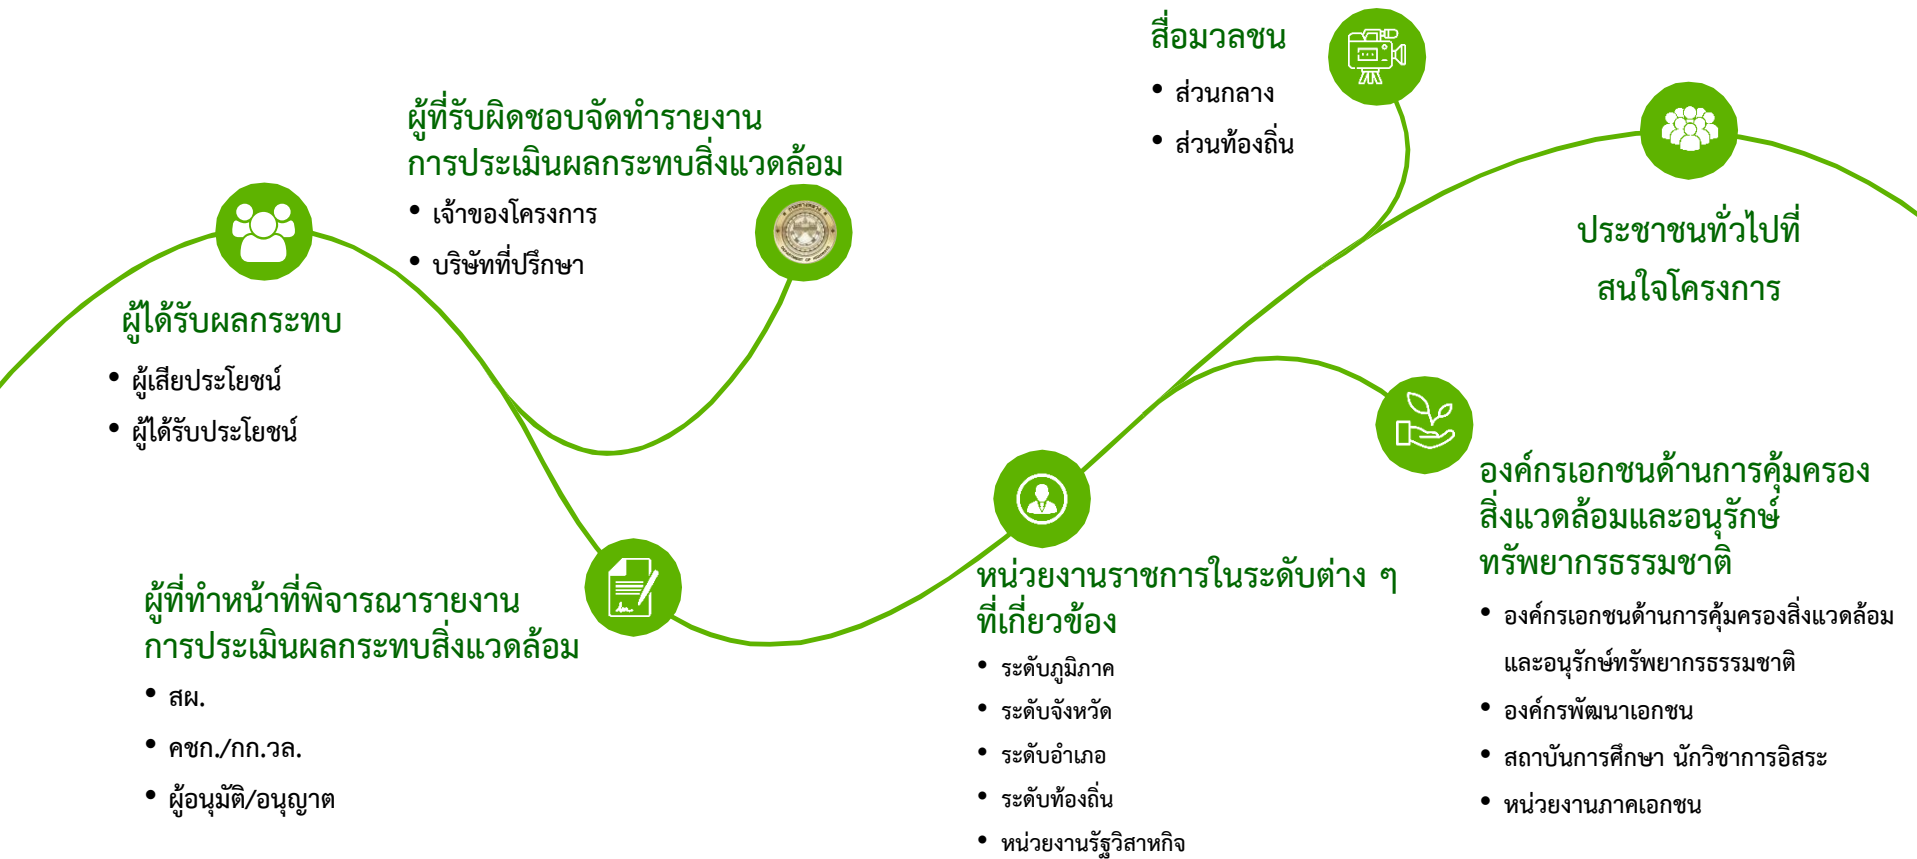 ผู้ได้รับผลกระทบ
• ผู้เสียประโยชน์
• ผู้ได้รับประโยชน์
ผู้ที่รับผิดชอบจัดทำรายงาน
การประเมินผลกระทบสิ่งแวดล้อม
• เจ้าของโครงการ
• บริษัทที่ปรึกษา
ผู้ที่ทำหน้าที่พิจารณารายงาน
การประเมินผลกระทบสิ่งแวดล้อม
• สผ.
• คชก./กก.วล.
• ผู้อนุมัติ/อนุญาต
หน่วยงานราชการในระดับต่าง ๆ
ที่เกี่ยวข้อง
• ระดับภูมิภาค
• ระดับจังหวัด
• ระดับอำเภอ
• ระดับท้องถิ่น
• หน่วยงานรัฐวิสาหกิจ
สื่อมวลชน
• ส่วนกลาง
• ส่วนท้องถิ่น
องค์กรเอกชนด้านการคุ้มครอง
สิ่งแวดล้อมและอนุรักษ์
ทรัพยากรธรรมชาติ
• องค์กรเอกชนด้านการคุ้มครองสิ่งแวดล้อม
และอนุรักษ์ทรัพยากรธรรมชาติ
• องค์กรพัฒนาเอกชน
• สถาบันการศึกษา นักวิชาการอิสระ
• หน่วยงานภาคเอกชน
ประชาชนทั่วไปที่
สนใจโครงการ
กรมทางหลวง
DEPARTMENT OF HIGHWAYS